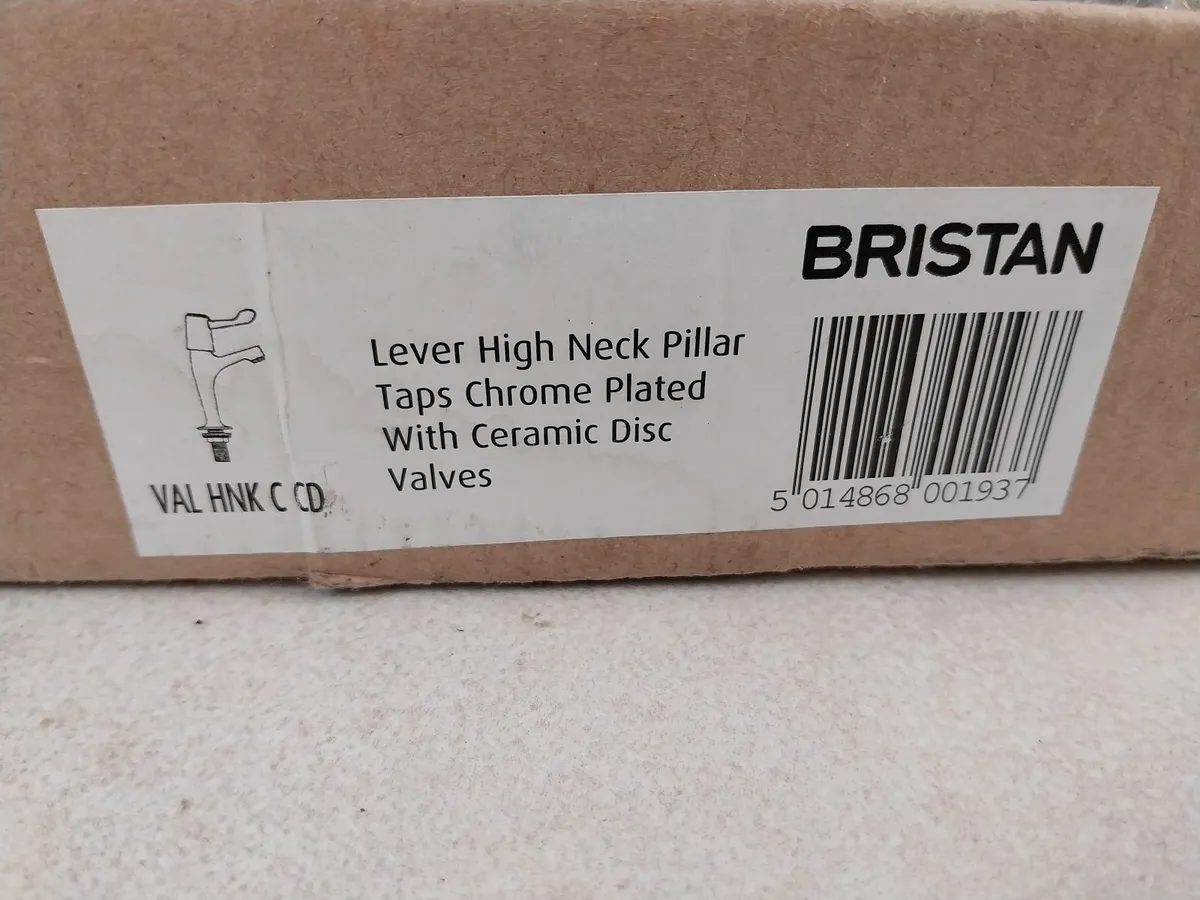 BRISTAN
Lever High Neck Pillar
Taps Chrome Plated
With Ceramic Disc
Valves
VAL HNK C CD
5 014868 001937